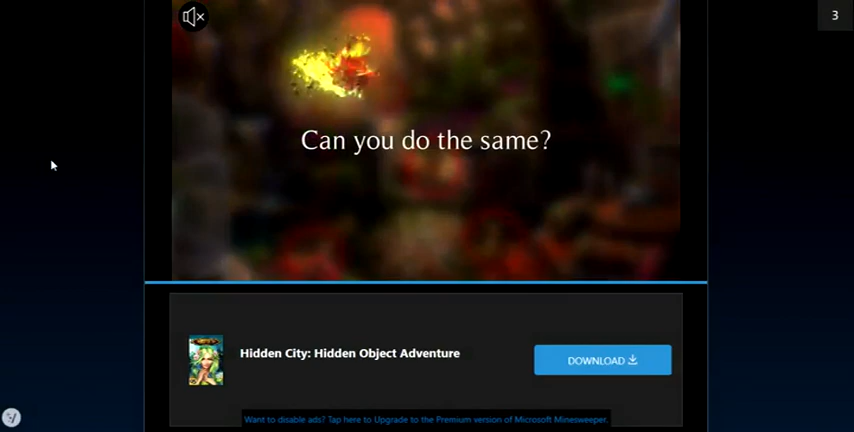 3
Can you do the same?
Hidden City: Hidden Object Adventure
DOWNLOAD
Want to disable ads? Tap here to Upgrade to the Premium version of Microsoft Minesweeper.